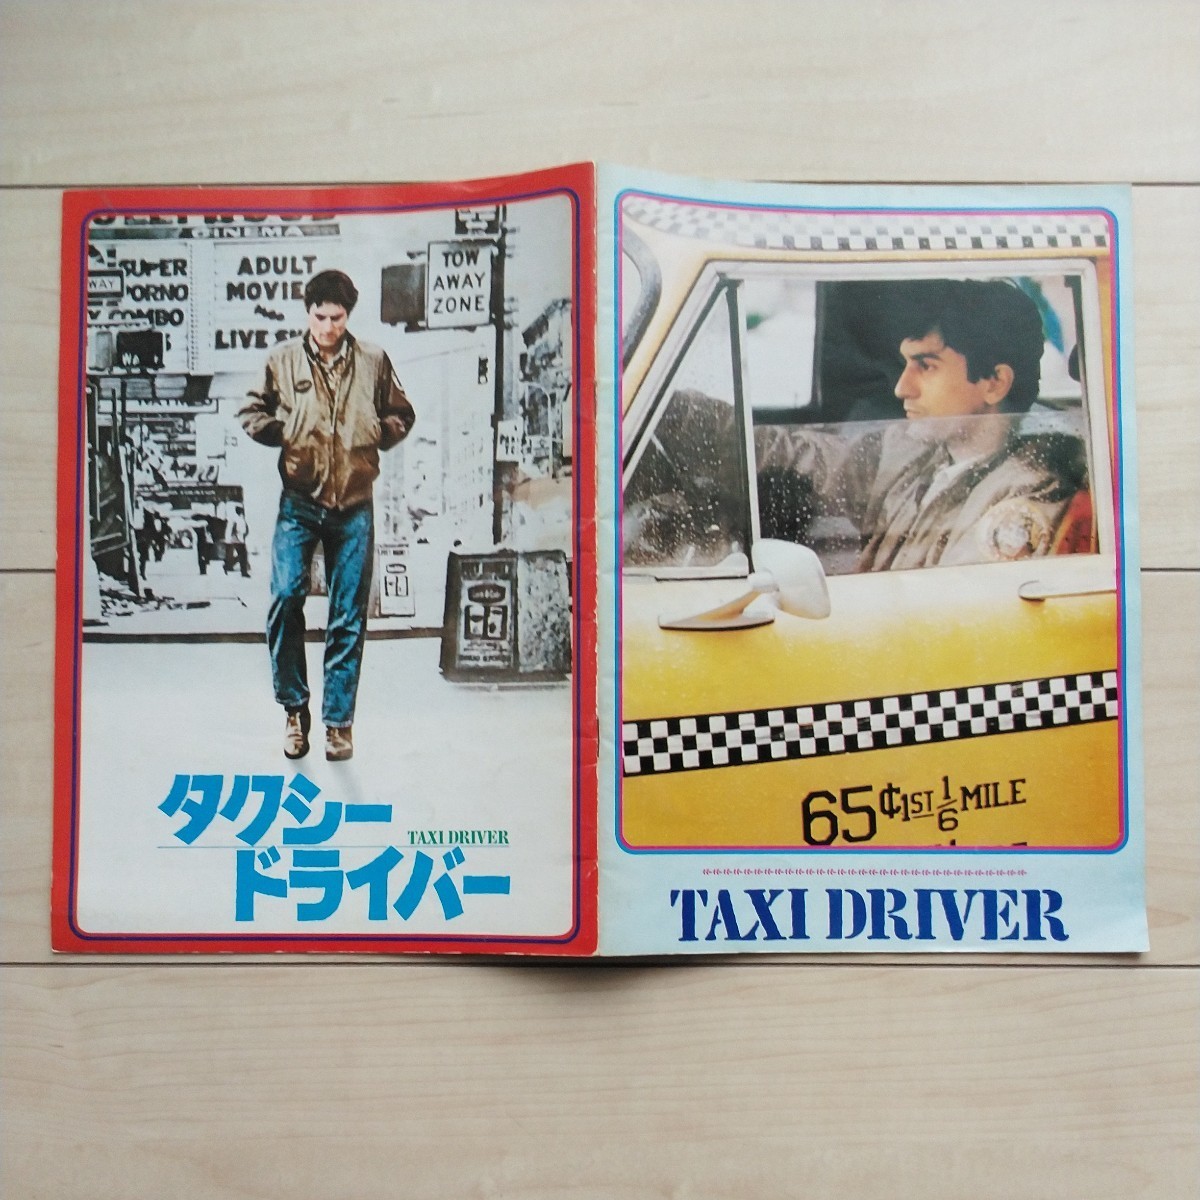 CINEMA
SUPER
PORNO
COMBO
WAY
ADULT
MOVIE
LIVE
TOW
AWAY
ZONE
タクシー
TAXI DRIVER
ドライバー
65¢ 1ST 1/6 MILE
TAXI DRIVER